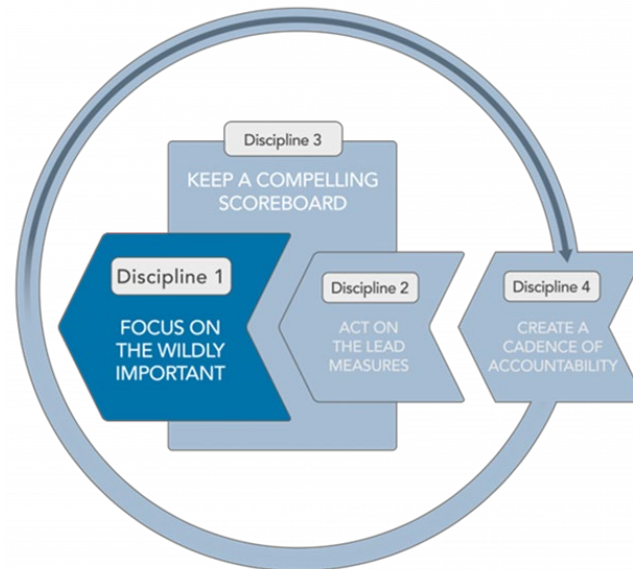 Discipline 3
KEEP A COMPELLING
SCOREBOARD
Discipline 1
FOCUS ON
THE WILDLY
IMPORTANT
Discipline 2
ACT ON
THE LEAD
MEASURES
Discipline 4
CREATE A
CADENCE OF
ACCOUNTABILITY